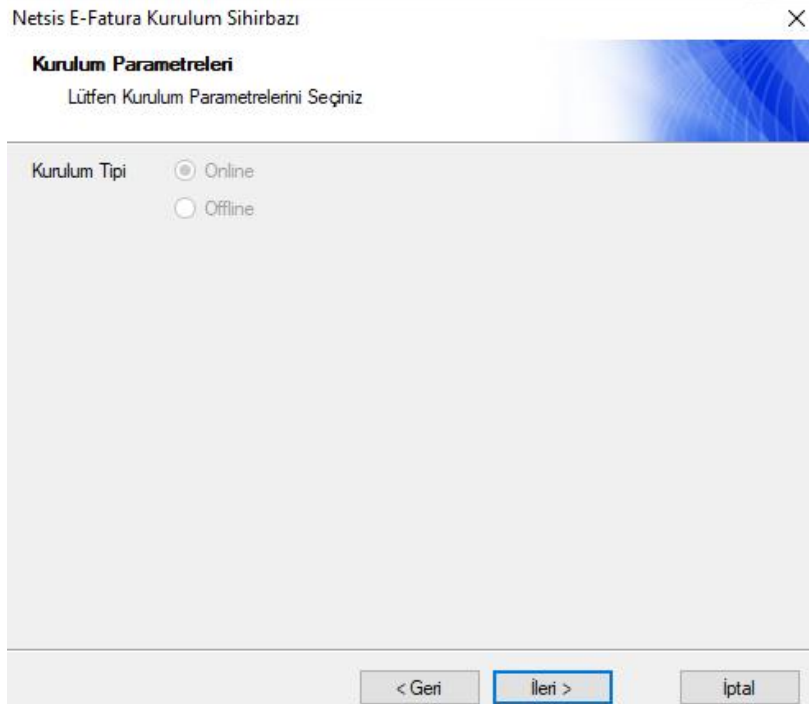 Netsis E-Fatura Kurulum Sihirbazı
Kurulum Parametreleri
Lütfen Kurulum Parametrelerini Seçiniz
Kurulum Tipi
Online
Offline
< Geri
İleri >
İptal